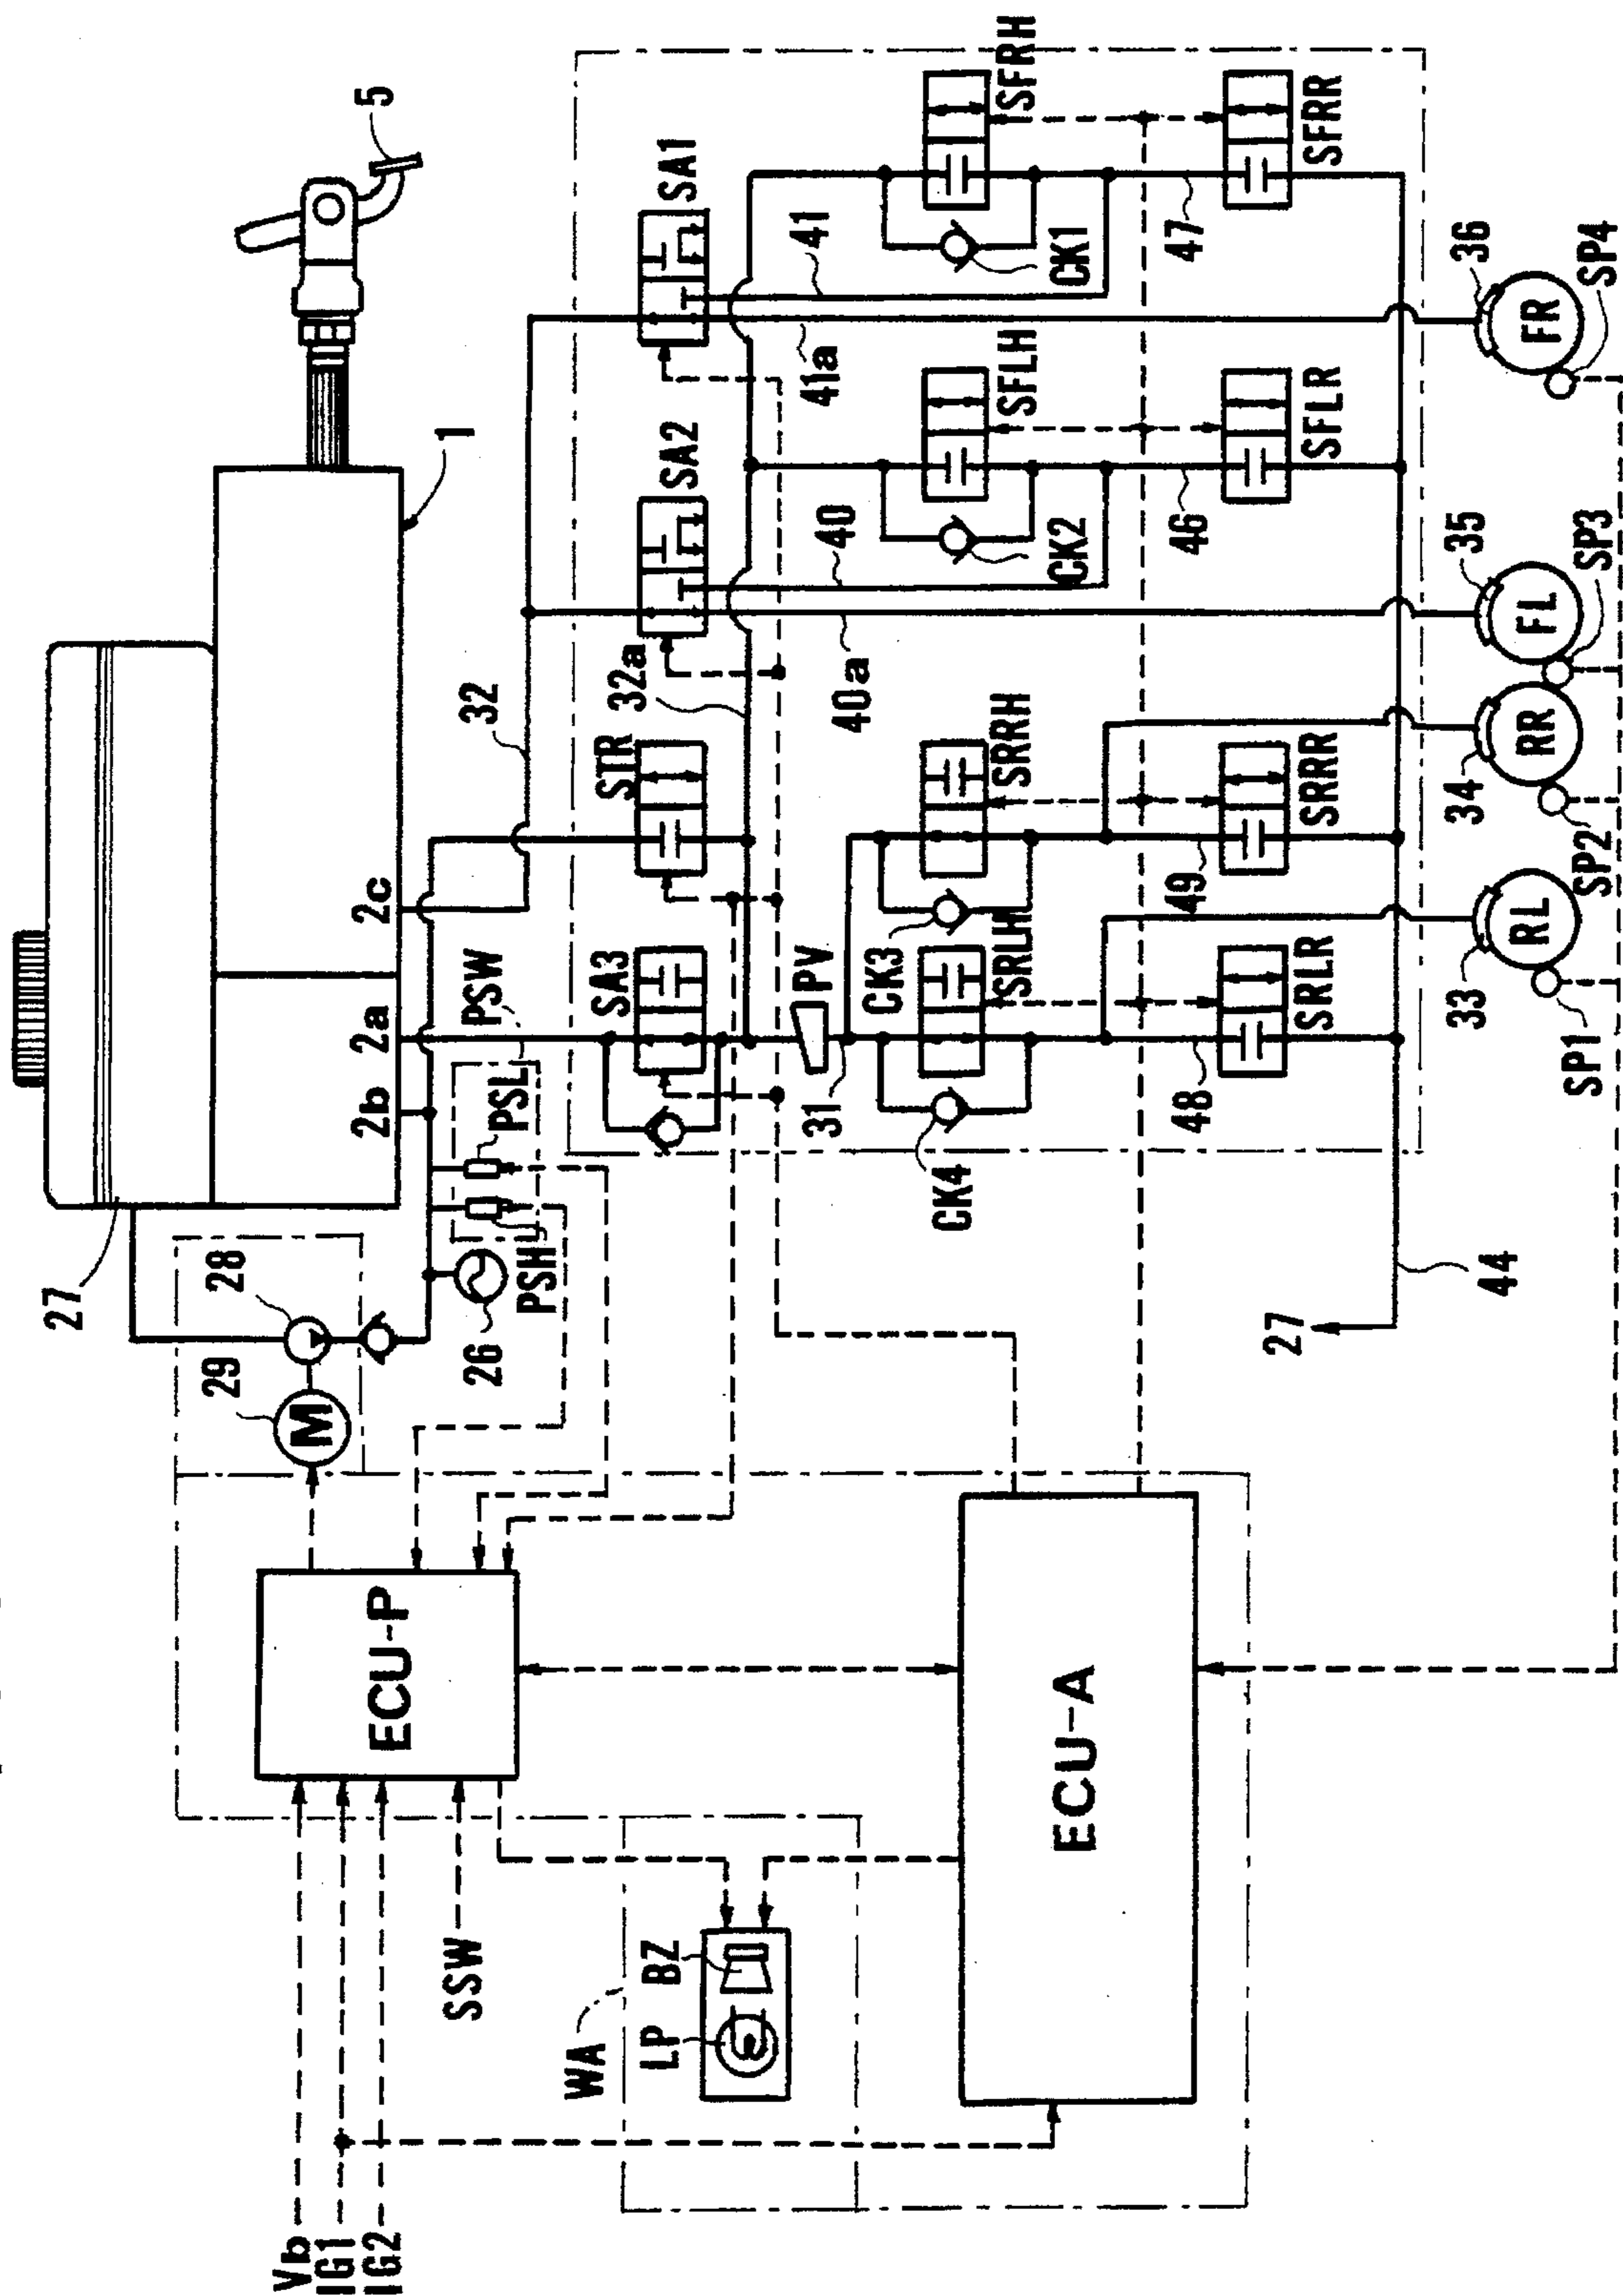 5
1
27
2b
2a
2c
32
28
29
M
26
PSW
PSL
PSH
SA3
STR
SA2
SA1
32a
PV
31
CK3
CK4
SRLH
SRRH
40
40a
41
41a
CK2
CK1
SFLH
SFRH
48
49
46
47
SRLR
SRRR
SFLR
SFRR
44
27
33
34
35
36
RL
RR
FL
FR
SP1
SP2
SP3
SP4
ECU-P
ECU-A
Vb
IG1
IG2
SSW
WA
LP
BZ